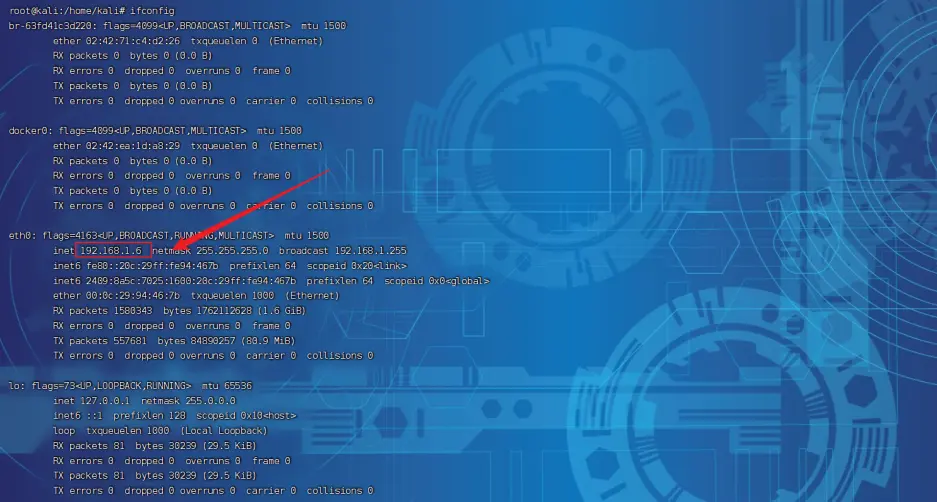 root@kali:/home/kali# ifconfig
br-63fd41c3d220: flags=4099<UP,BROADCAST,MULTICAST>  mtu 1500
        ether 02:42:71:c4:d2:26  txqueuelen 0  (Ethernet)
        RX packets 0  bytes 0 (0.0 B)
        RX errors 0  dropped 0  overruns 0  frame 0
        TX packets 0  bytes 0 (0.0 B)
        TX errors 0  dropped 0 overruns 0  carrier 0  collisions 0

docker0: flags=4099<UP,BROADCAST,MULTICAST>  mtu 1500
        ether 02:42:ea:1d:a8:29  txqueuelen 0  (Ethernet)
        RX packets 0  bytes 0 (0.0 B)
        RX errors 0  dropped 0  overruns 0  frame 0
        TX packets 0  bytes 0 (0.0 B)
        TX errors 0  dropped 0 overruns 0  carrier 0  collisions 0

eth0: flags=4163<UP,BROADCAST,RUNNING,MULTICAST>  mtu 1500
        inet 192.168.1.6  netmask 255.255.255.0  broadcast 192.168.1.255
        inet6 fe80::20c:29ff:fe94:467b  prefixlen 64  scopeid 0x20<link>
        inet6 2409:8a5c:7025:1600:20c:29ff:fe94:467b  prefixlen 64  scopeid 0x0<global>
        ether 00:0c:29:94:46:7b  txqueuelen 1000  (Ethernet)
        RX packets 1580343  bytes 1762112628 (1.6 GiB)
        RX errors 0  dropped 0  overruns 0  frame 0
        TX packets 557681  bytes 84890257 (80.9 MiB)
        TX errors 0  dropped 0 overruns 0  carrier 0  collisions 0

lo: flags=73<UP,LOOPBACK,RUNNING>  mtu 65536
        inet 127.0.0.1  netmask 255.0.0.0
        inet6 ::1  prefixlen 128  scopeid 0x10<host>
        loop  txqueuelen 1000  (Local Loopback)
        RX packets 81  bytes 30239 (29.5 KiB)
        RX errors 0  dropped 0  overruns 0  frame 0
        TX packets 81  bytes 30239 (29.5 KiB)
        TX errors 0  dropped 0 overruns 0  carrier 0  collisions 0